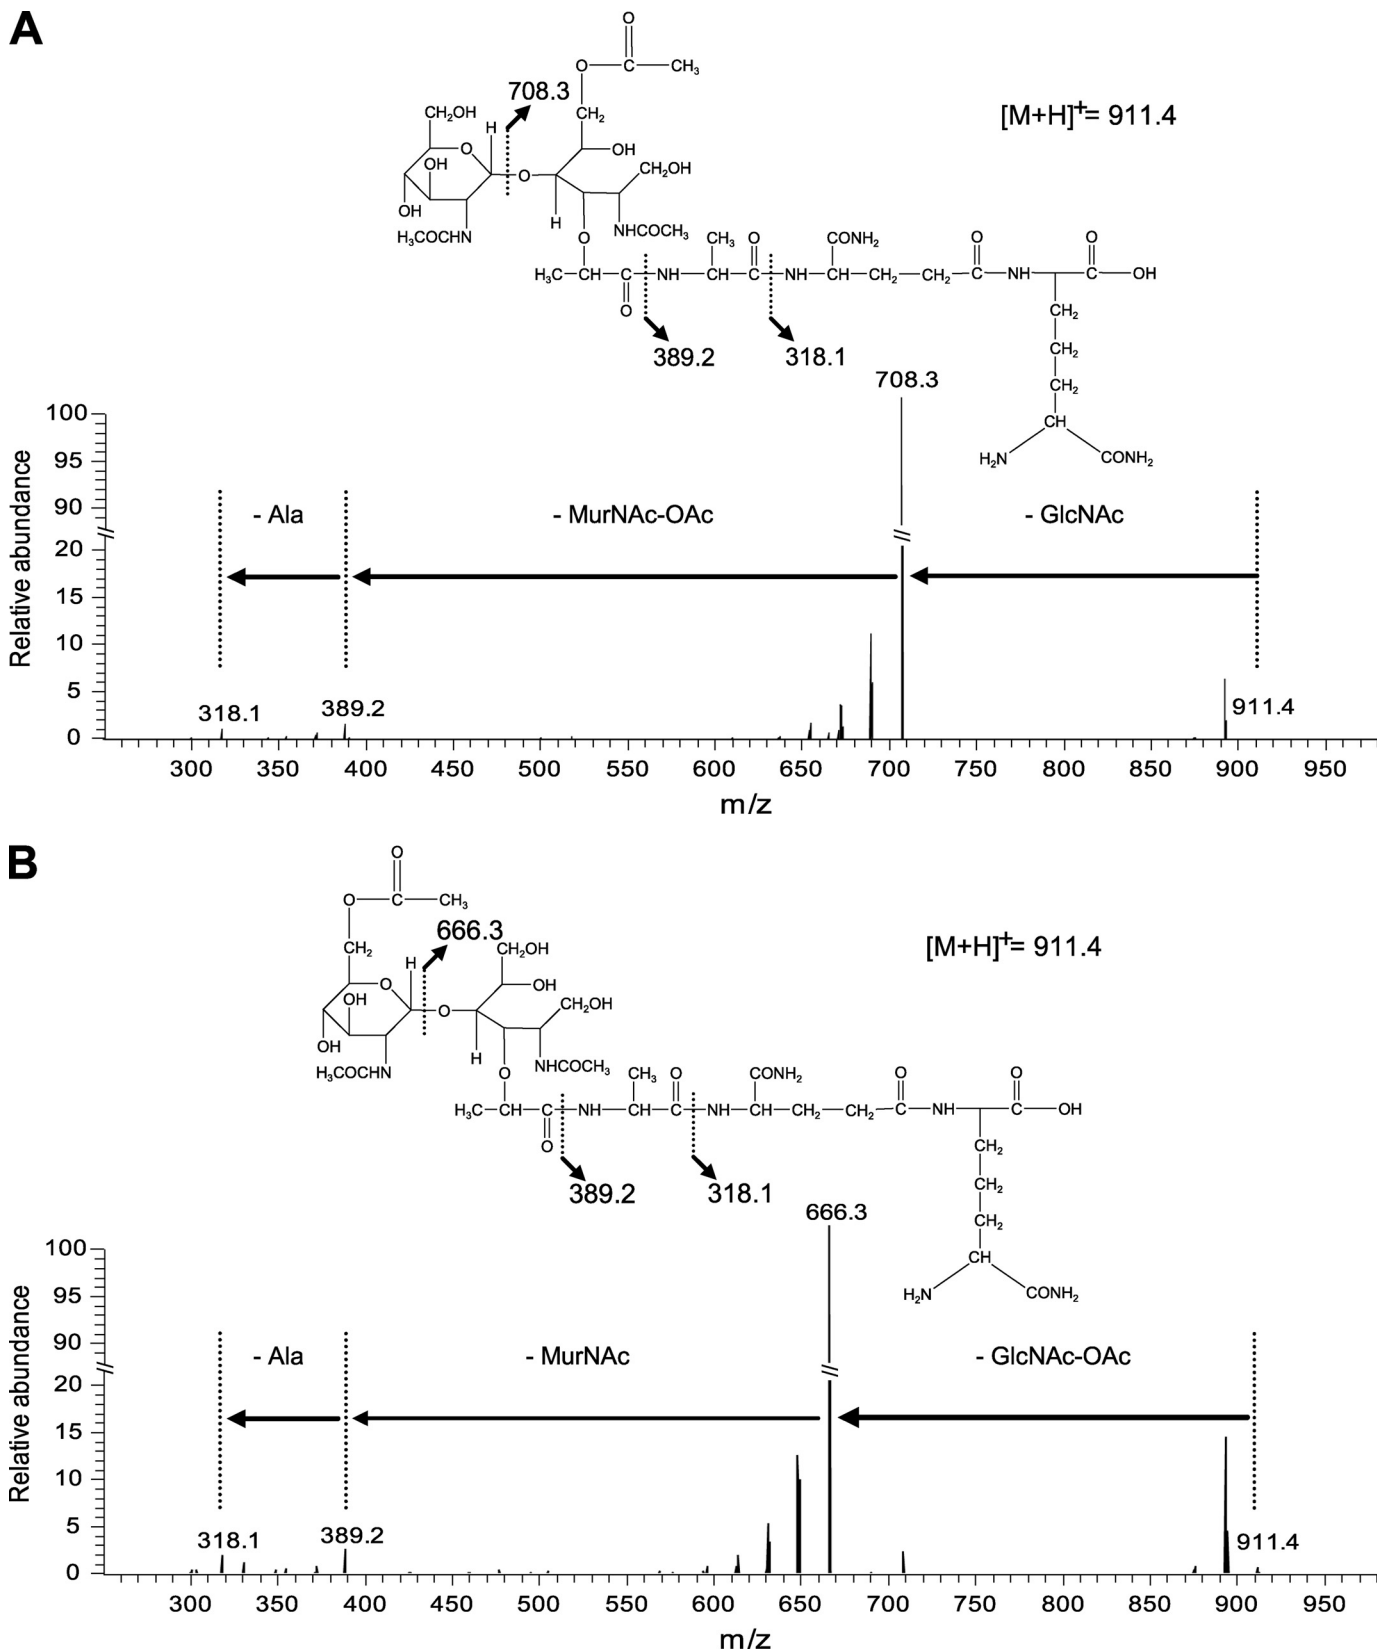 A
O
O
C
CH₃
708.3
CH₂
[M+H]⁺= 911.4
CH₂OH
H
O
OH
OH
O
CH₂OH
OH
H
H₃COCHN
NHCOCH₃
O
CH₃
O
CONH₂
O
O
H₃C
CH
C
NH
CH
C
NH
CH
CH₂
CH₂
C
NH
C
OH
O
CH₂
389.2
318.1
CH₂
CH₂
CH
H₂N
CONH₂
708.3
100
95
90
20
15
10
5
0
Relative abundance
- Ala
- MurNAc-OAc
- GlcNAc
318.1
389.2
911.4
300 350 400 450 500 550 600 650 700 750 800 850 900 950
m/z
B
O
O
C
CH₃
666.3
CH₂
CH₂OH
[M+H]⁺= 911.4
H
O
OH
OH
O
CH₂OH
OH
H
H₃COCHN
NHCOCH₃
O
CH₃
O
CONH₂
O
O
H₃C
CH
C
NH
CH
C
NH
CH
CH₂
CH₂
C
NH
C
OH
O
CH₂
389.2
318.1
CH₂
CH₂
CH
H₂N
CONH₂
666.3
100
95
90
20
15
10
5
0
Relative abundance
- Ala
- MurNAc
- GlcNAc-OAc
318.1
389.2
911.4
300 350 400 450 500 550 600 650 700 750 800 850 900 950
m/z